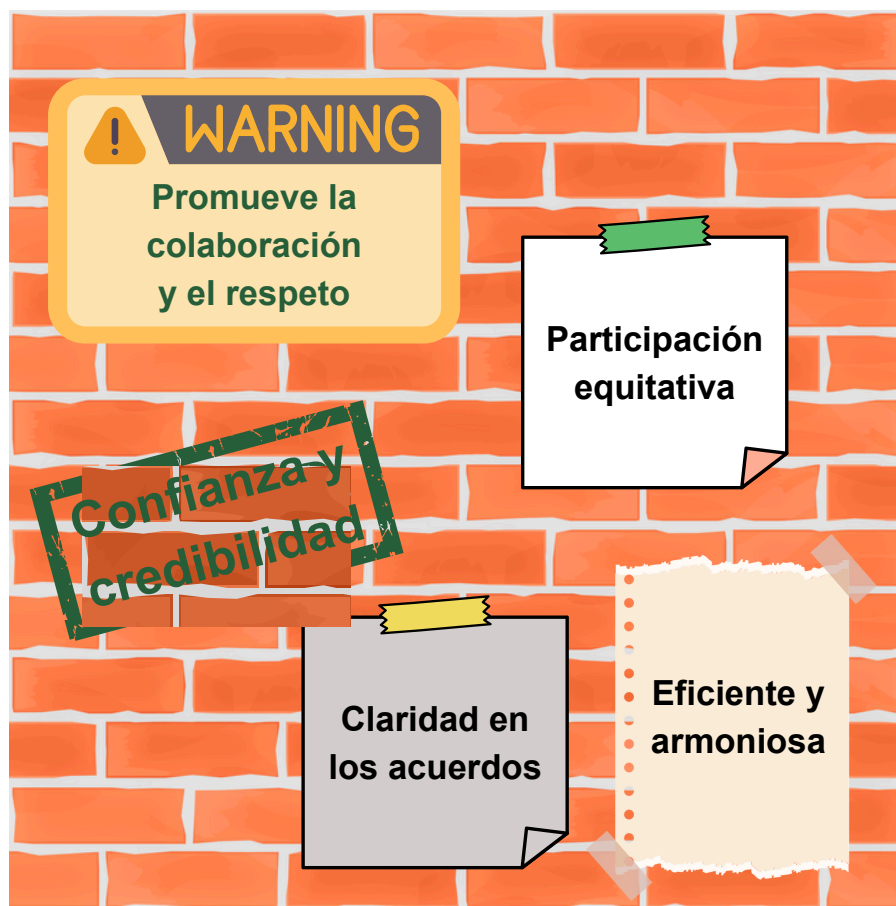 WARNING
Promueve la
colaboración
y el respeto
Participación
equitativa
Confianza y
credibilidad
Claridad en
los acuerdos
Eficiente y
armoniosa